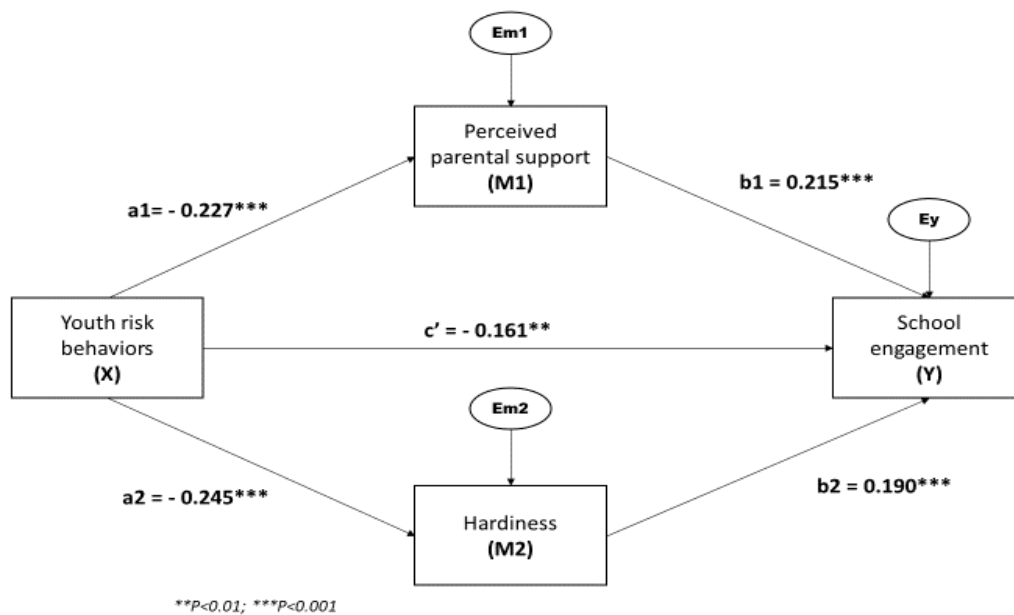 Em1
Perceived
parental support
(M1)
a1= - 0.227***
b1 = 0.215***
Ey
Youth risk
behaviors
(X)
c’ = - 0.161**
School
engagement
(Y)
Em2
a2 = - 0.245***
b2 = 0.190***
Hardiness
(M2)
**P<0.01; ***P<0.001